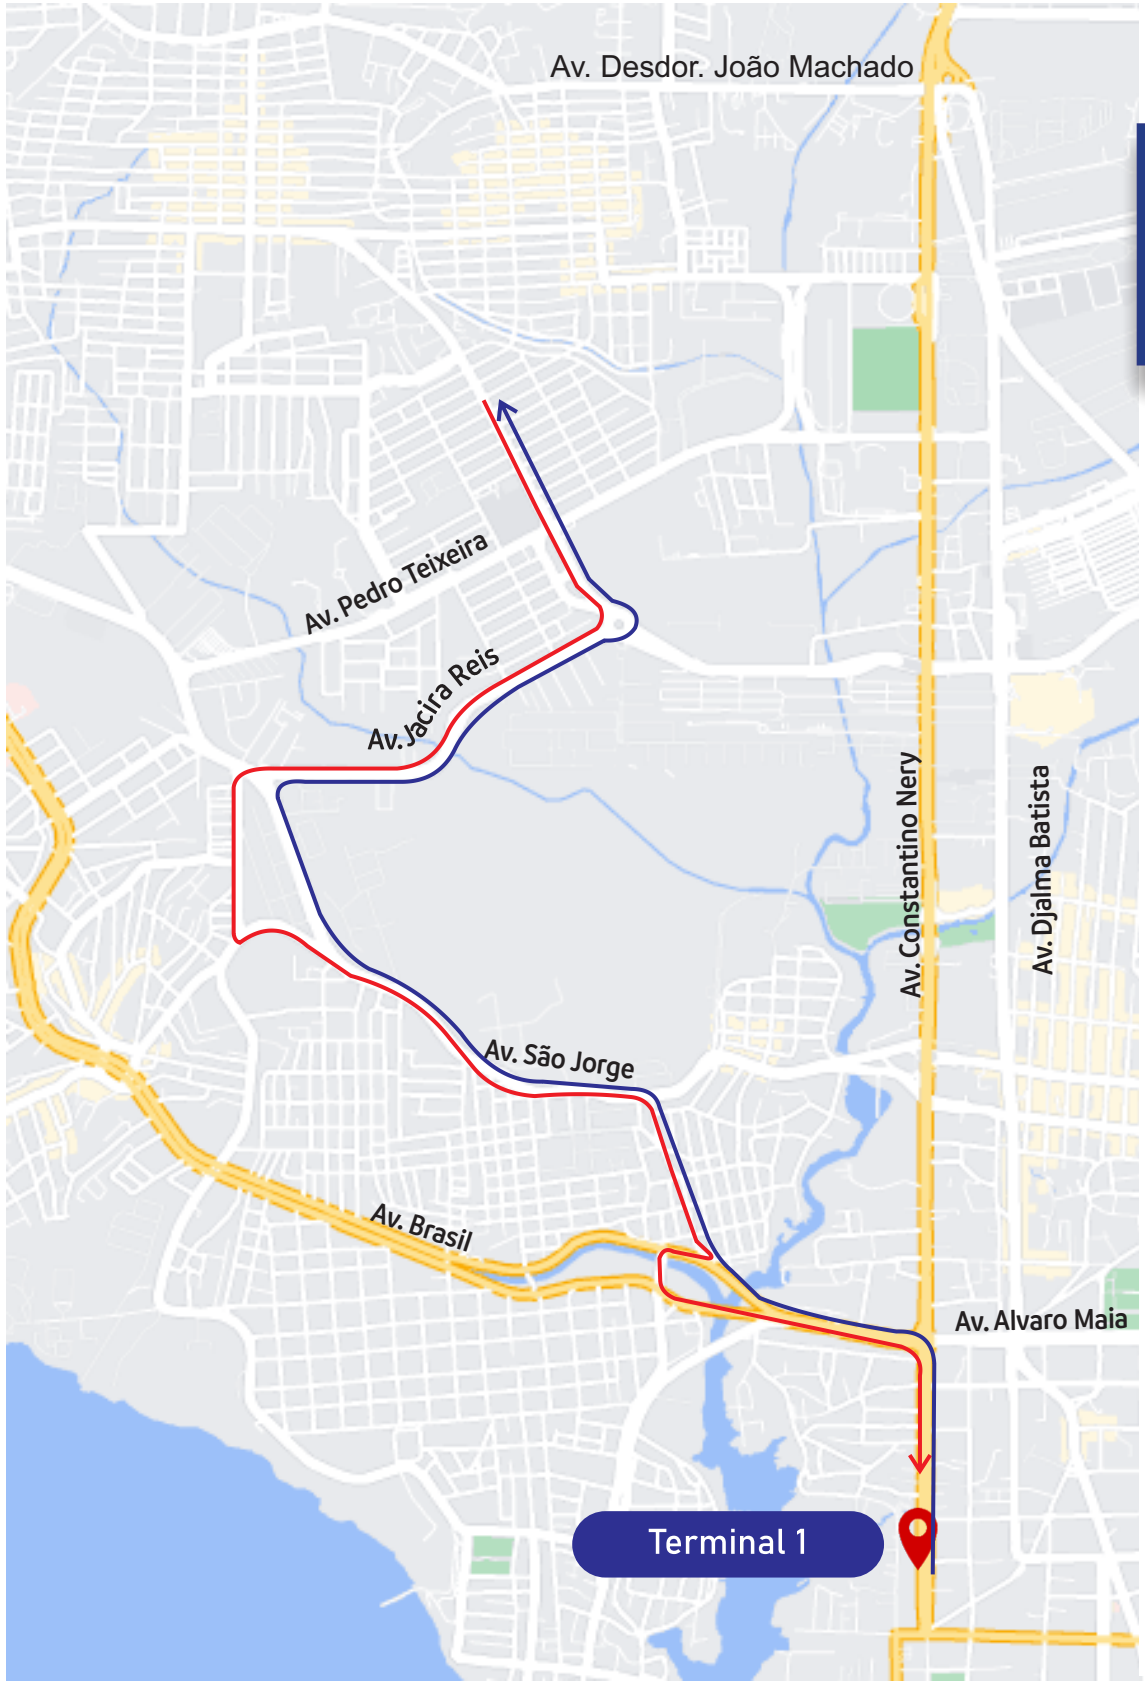 Av. Desdor. João Machado
Av. Pedro Teixeira
Av. Jacira Reis
Av. Constantino Nery
Av. Djalma Batista
Av. São Jorge
Av. Brasil
Av. Alvaro Maia
Terminal 1